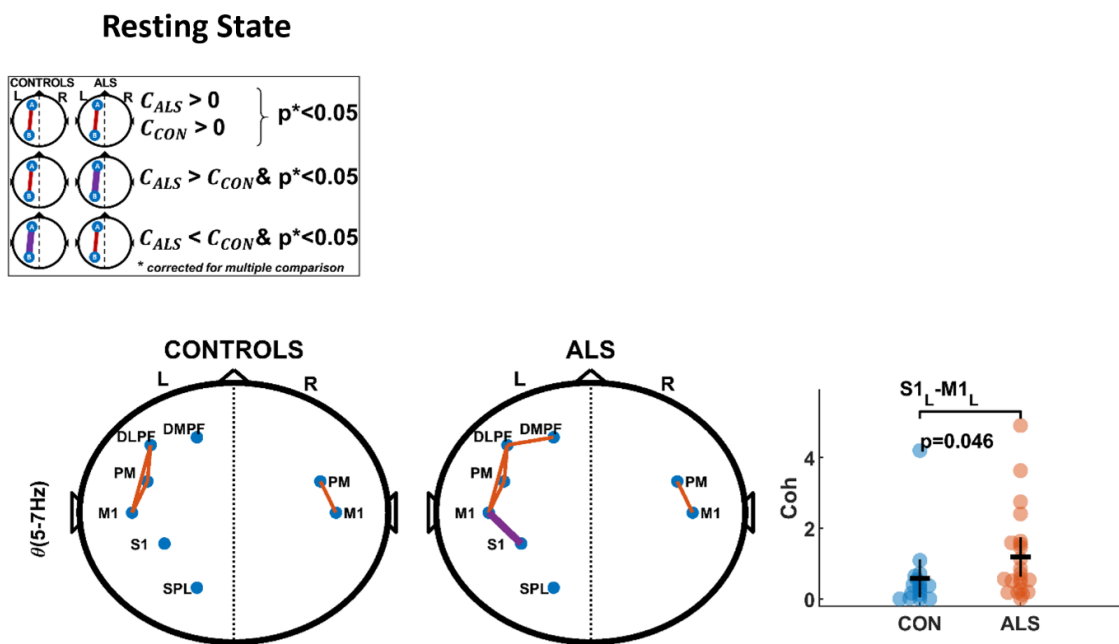 Resting State
CONTROLS ALS
L R L R
A A
B B
C_ALS > 0
C_CON > 0
p*<0.05
A A
B B
C_ALS > C_CON & p*<0.05
A A
B B
C_ALS < C_CON & p*<0.05
* corrected for multiple comparison
CONTROLS
L R
DLPF DMPF
PM PM
M1 M1
S1
SPL
θ(5-7Hz)
ALS
L R
DLPF DMPF
PM PM
M1 M1
S1
SPL
S1_L-M1_L
p=0.046
Coh
4
2
0
CON ALS